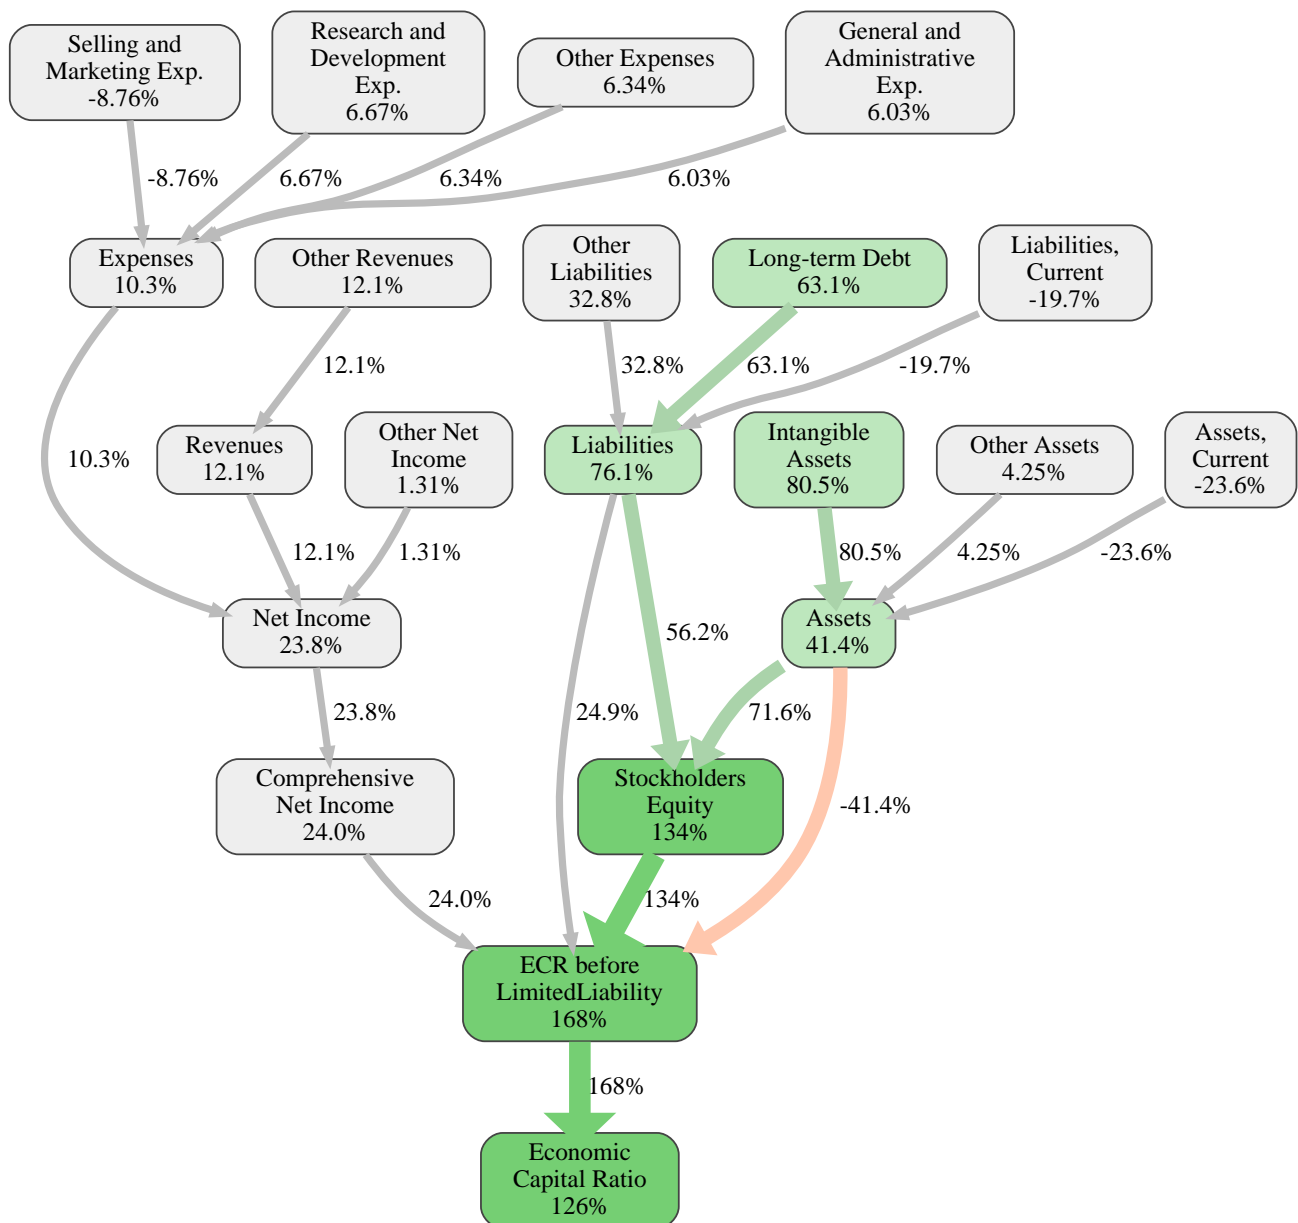 Selling and
Marketing Exp.
-8.76%
Research and
Development
Exp.
6.67%
Other Expenses
6.34%
General and
Administrative
Exp.
6.03%
-8.76%
6.67%
6.34%
6.03%
Expenses
10.3%
Other Revenues
12.1%
Other
Liabilities
32.8%
Long-term Debt
63.1%
Liabilities,
Current
-19.7%
12.1%
32.8%
63.1%
-19.7%
10.3%
Revenues
12.1%
Other Net
Income
1.31%
Liabilities
76.1%
Intangible
Assets
80.5%
Other Assets
4.25%
Assets,
Current
-23.6%
12.1%
1.31%
80.5%
4.25%
-23.6%
Net Income
23.8%
56.2%
Assets
41.4%
23.8%
24.9%
71.6%
Comprehensive
Net Income
24.0%
Stockholders
Equity
134%
-41.4%
24.0%
134%
ECR before
LimitedLiability
168%
168%
Economic
Capital Ratio
126%